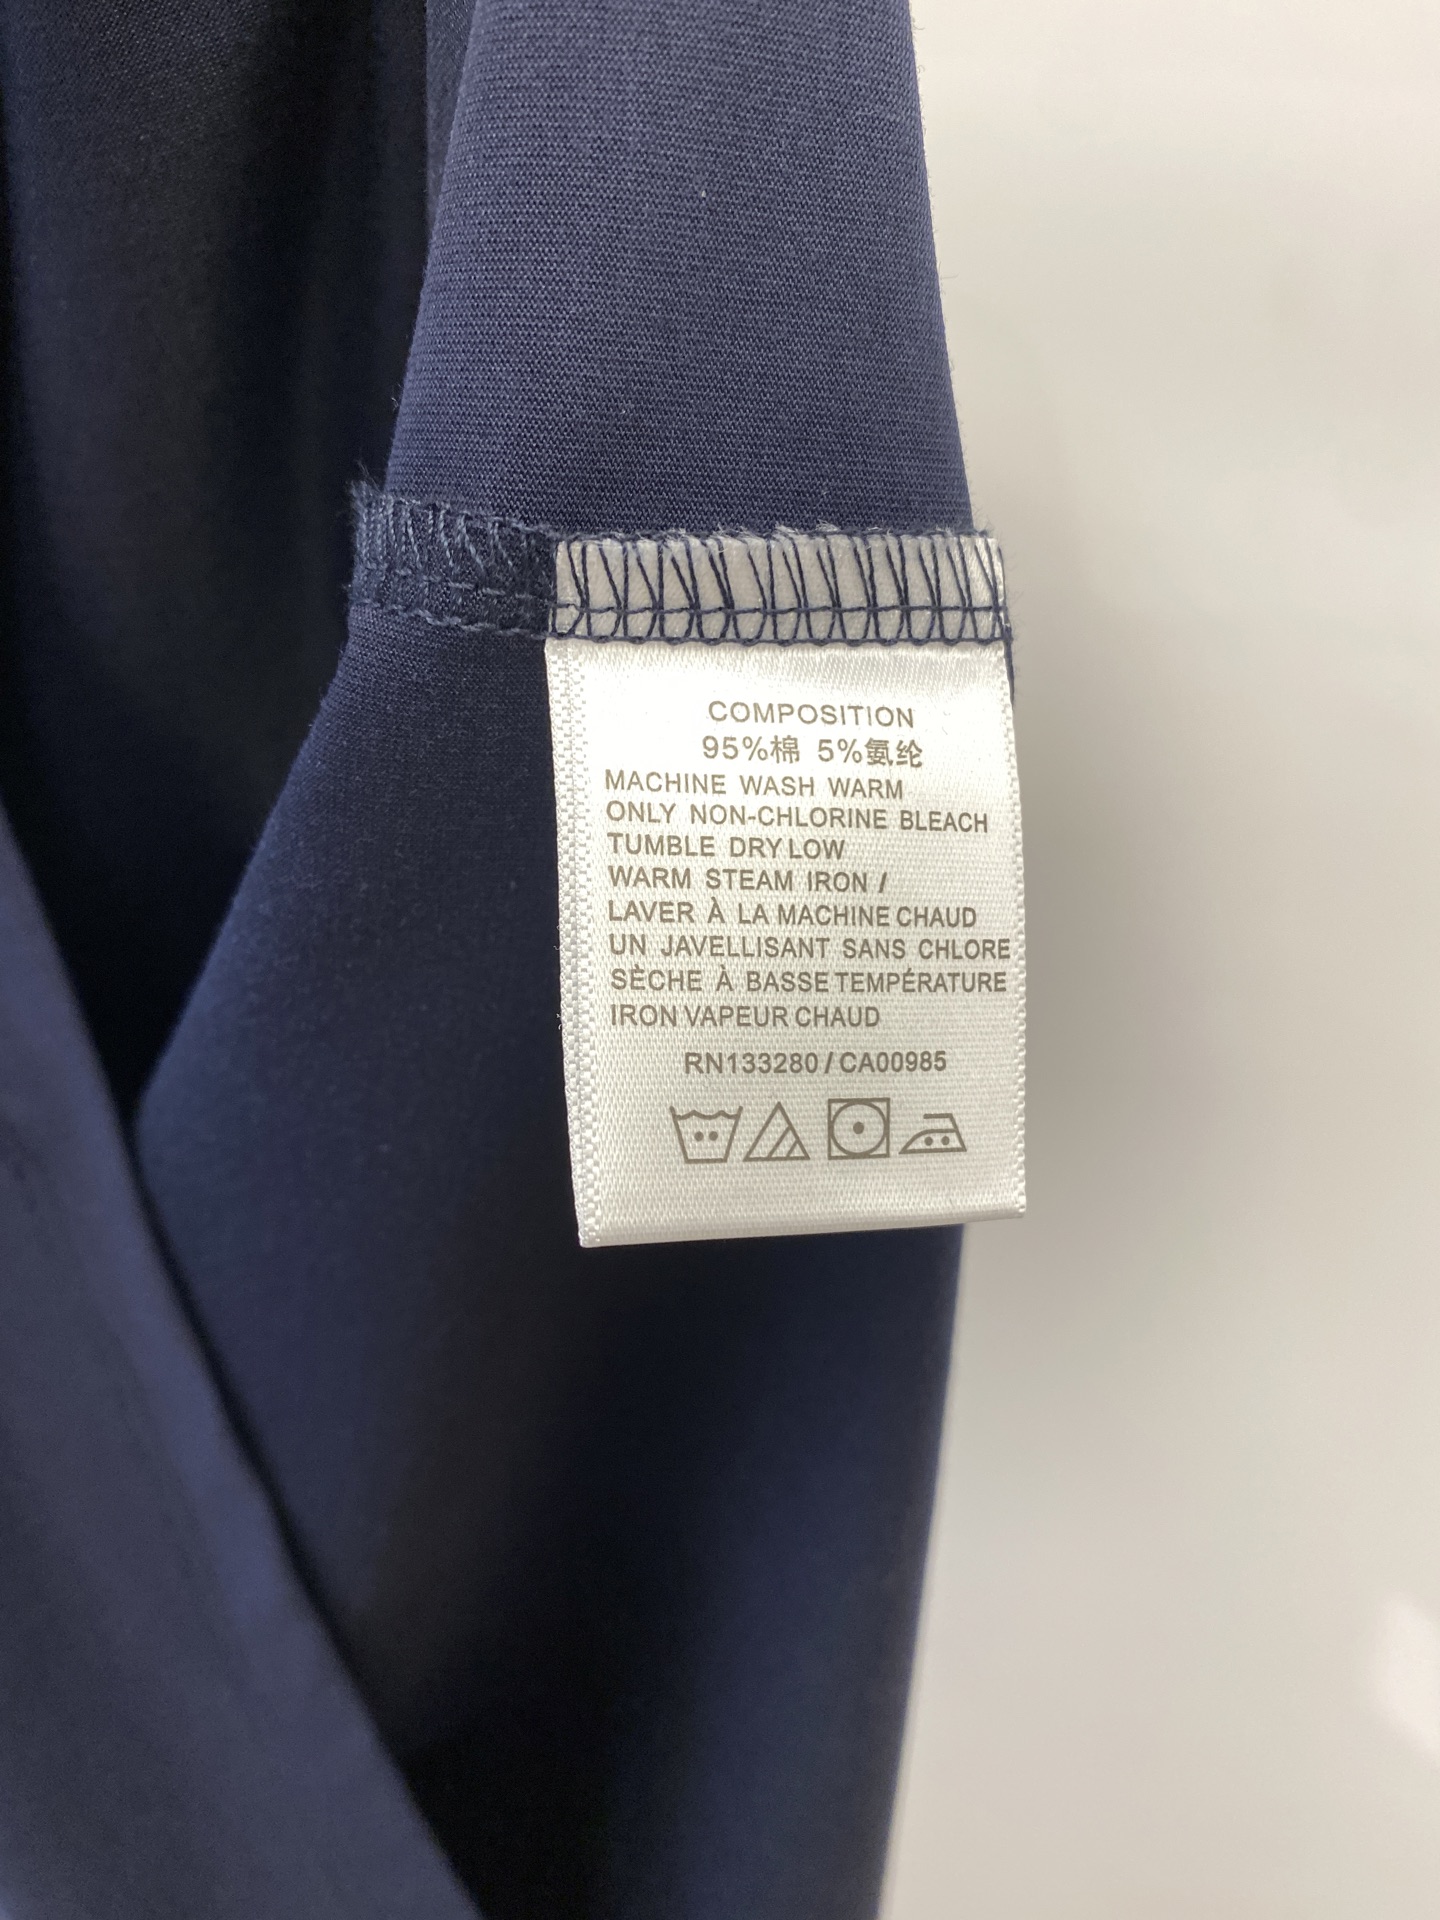 COMPOSITION
95%棉 5%氨纶
MACHINE WASH WARM
ONLY NON-CHLORINE BLEACH
TUMBLE DRY LOW
WARM STEAM IRON /
LAVER À LA MACHINE CHAUD
UN JAVELLISANT SANS CHLORE
SÈCHE À BASSE TEMPÉRATURE
IRON VAPEUR CHAUD
RN133280 / CA00985